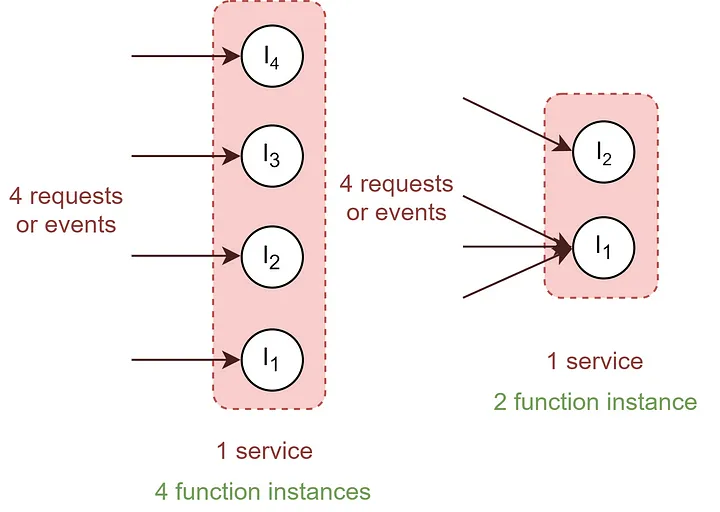 I4
I3
4 requests
or events
I2
I1
1 service
4 function instances
4 requests
or events
I2
I1
1 service
2 function instance